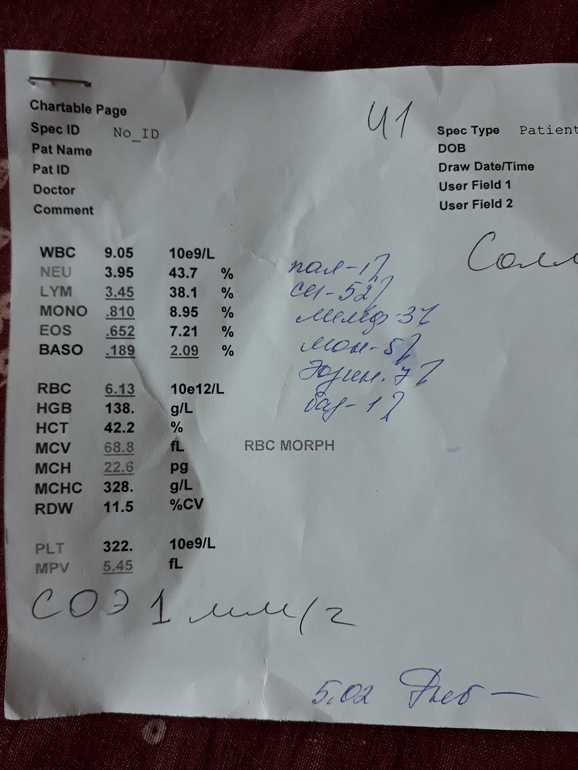 Chartable Page
Spec ID No_ID
Pat Name
Pat ID
Doctor
Comment
41
Spec Type Patient
DOB
Draw Date/Time
User Field 1
User Field 2
WBC 9.05 10e9/L
NEU 3.95 43.7 %
LYM 3.45 38.1 %
MONO .810 8.95 %
EOS .652 7.21 %
BASO .189 2.09 %
пал-1%
сг-52%
лимф-3%
мон-5%
Эозин. 7%
баз-1%
RBC 6.13 10e12/L
HGB 138. g/L
HCT 42.2 %
MCV 68.8 fL RBC MORPH
MCH 22.6 pg
MCHC 328. g/L
RDW 11.5 %CV
PLT 322. 10e9/L
MPV 5.45 fL
СОЭ 1 мм/г
5.02